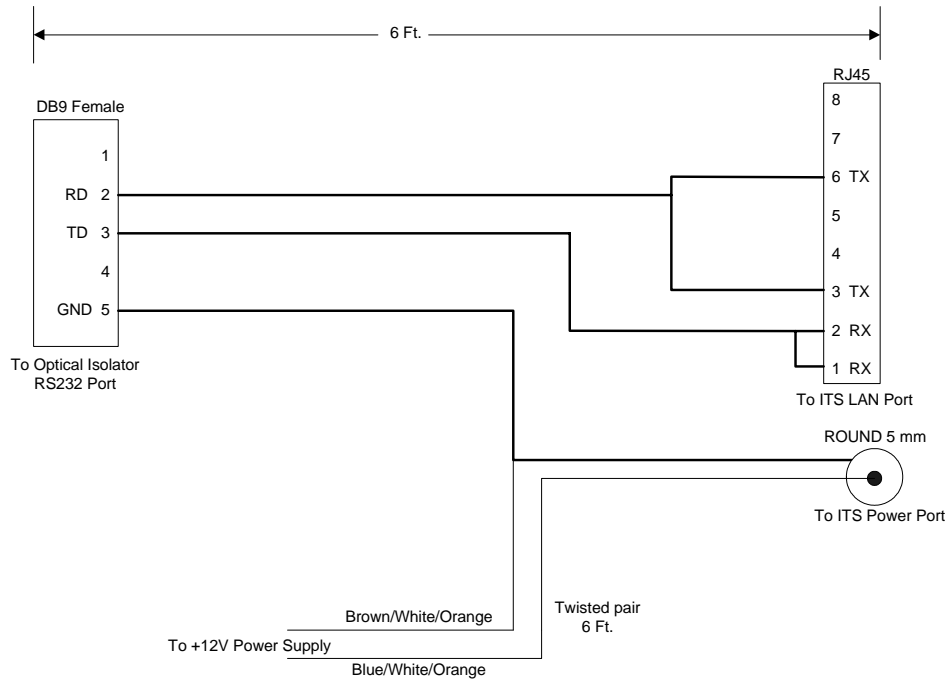 6 Ft.
DB9 Female
1
RD 2
TD 3
4
GND 5
To Optical Isolator
RS232 Port
RJ45
8
7
6 TX
5
4
3 TX
2 RX
1 RX
To ITS LAN Port
ROUND 5 mm
To ITS Power Port
Brown/White/Orange
To +12V Power Supply
Blue/White/Orange
Twisted pair
6 Ft.